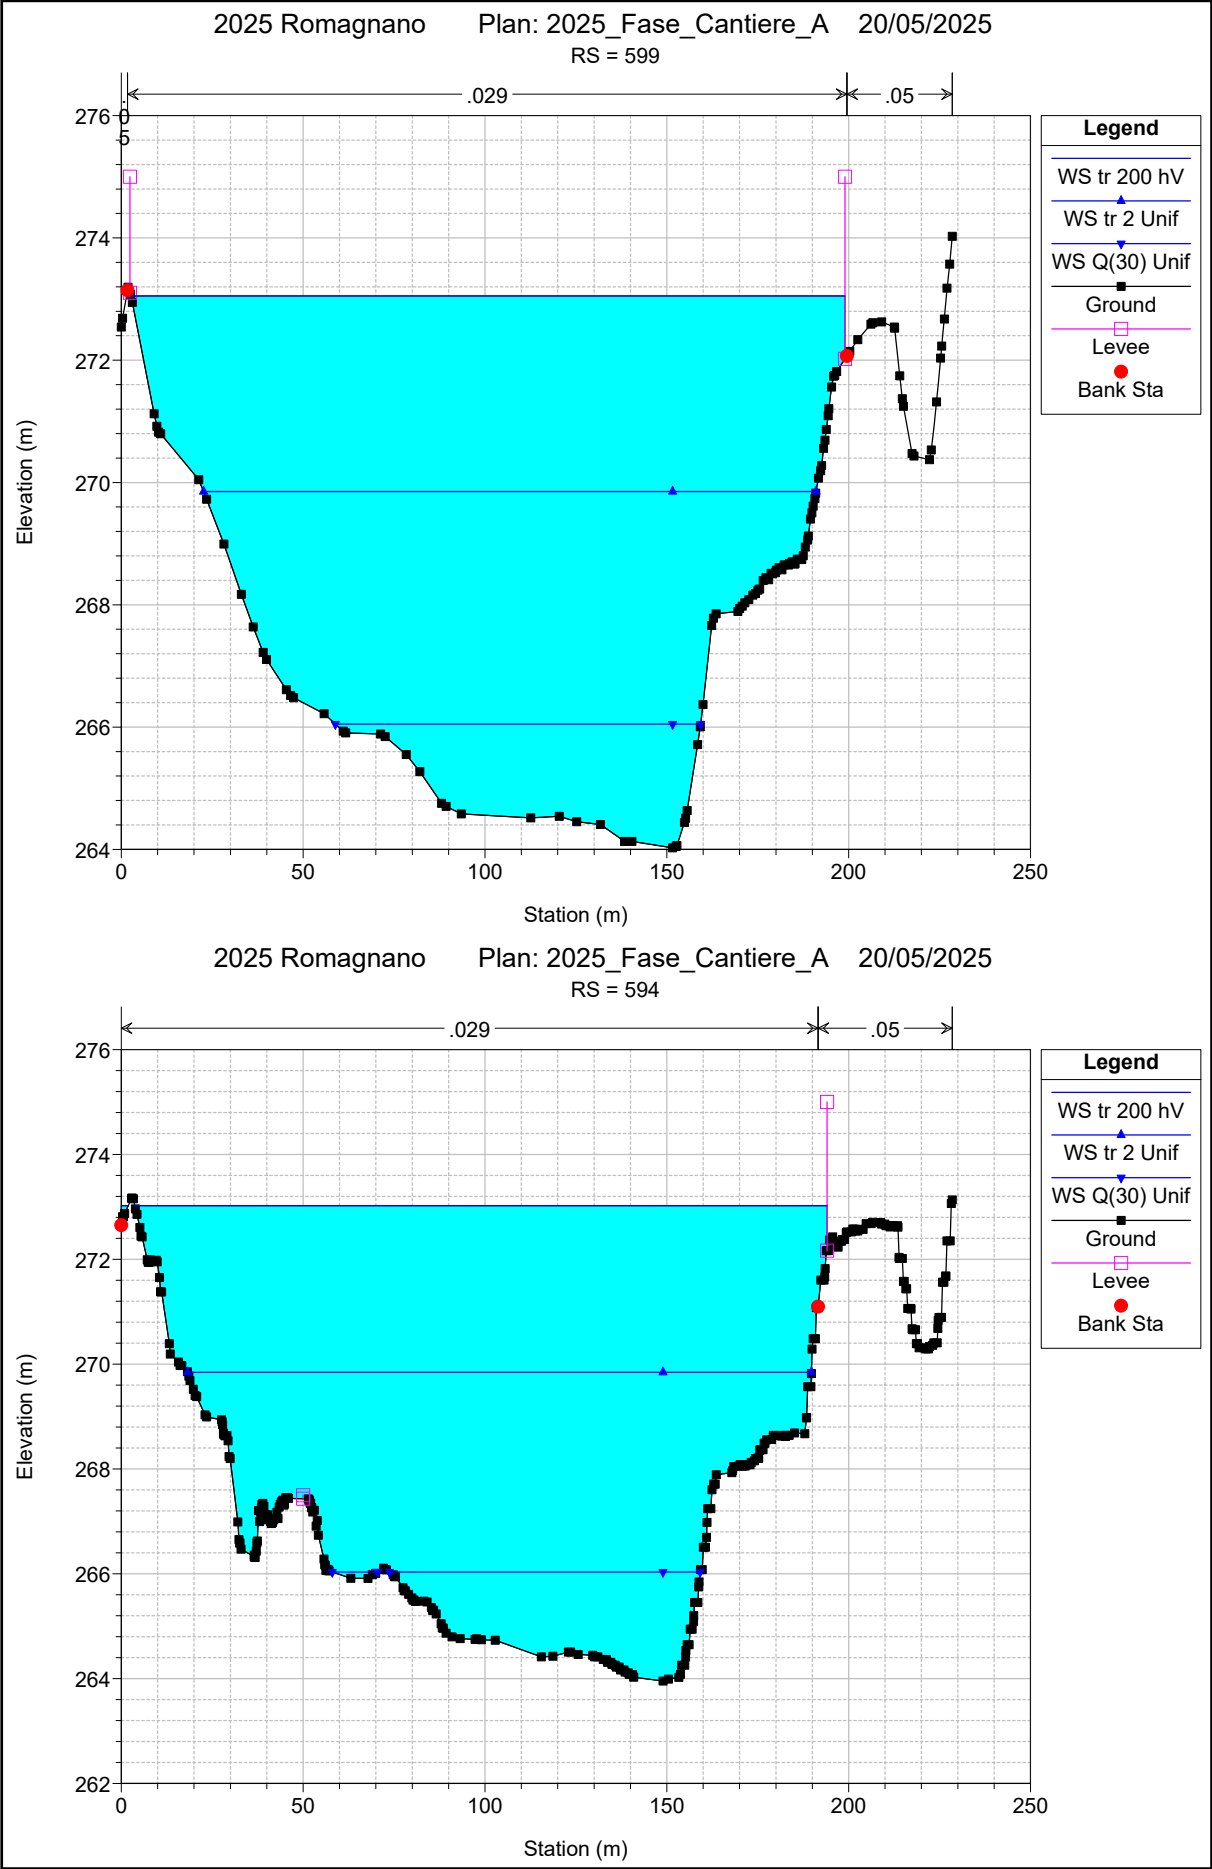 2025 Romagnano Plan: 2025_Fase_Cantiere_A 20/05/2025
RS = 599
.05
.029
.05
276
274
272
270
268
266
264
0 50 100 150 200 250
Elevation (m)
Station (m)
Legend
WS tr 200 hV
WS tr 2 Unif
WS Q(30) Unif
Ground
Levee
Bank Sta
2025 Romagnano Plan: 2025_Fase_Cantiere_A 20/05/2025
RS = 594
.029
.05
276
274
272
270
268
266
264
262
0 50 100 150 200 250
Elevation (m)
Station (m)
Legend
WS tr 200 hV
WS tr 2 Unif
WS Q(30) Unif
Ground
Levee
Bank Sta